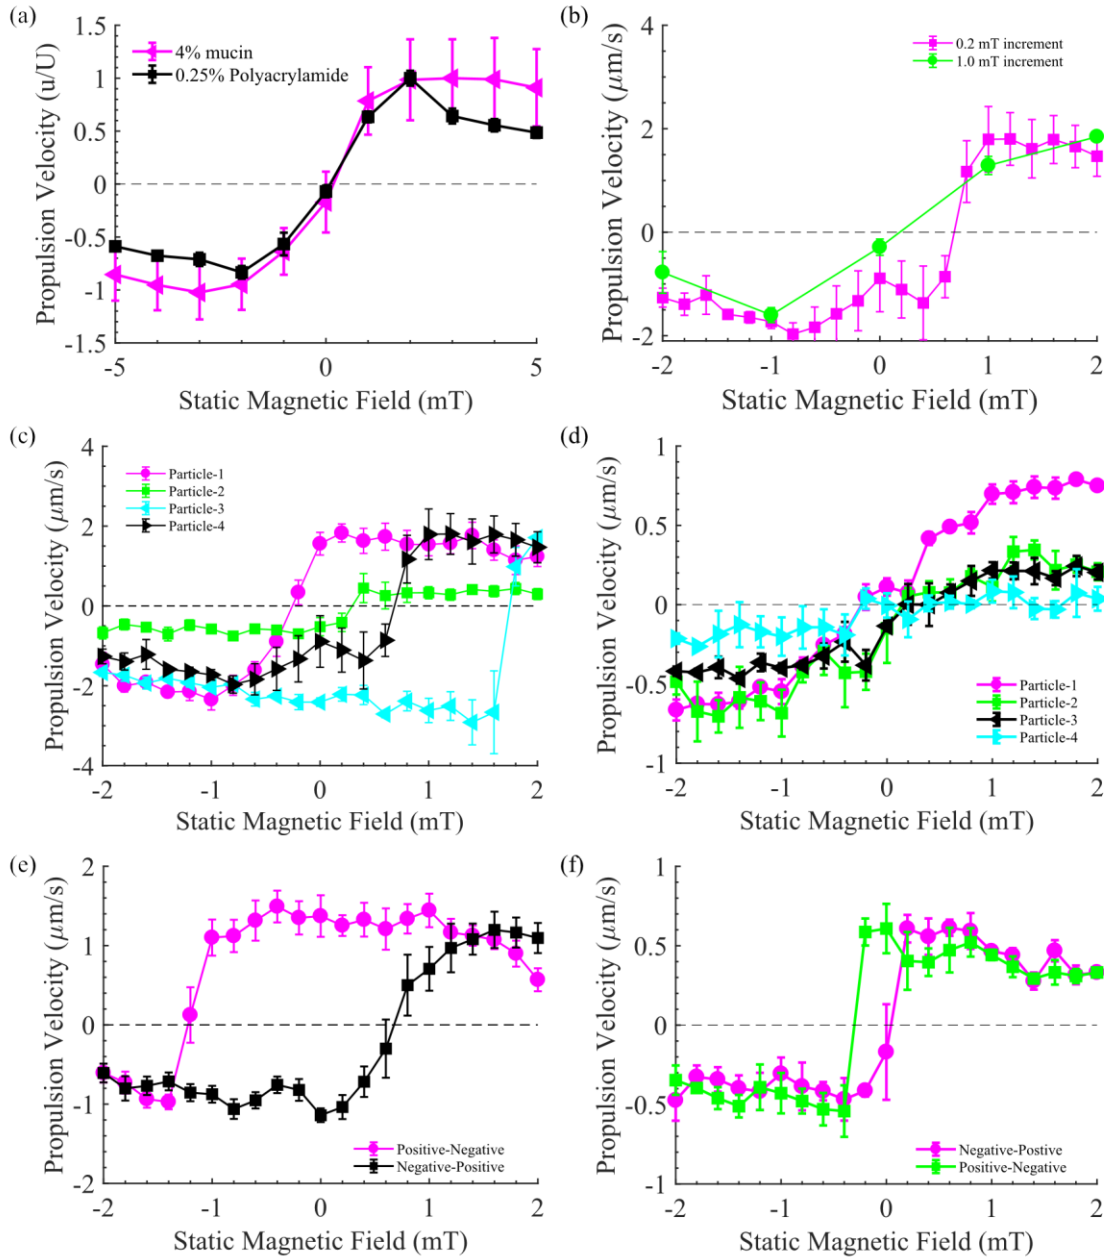 (a)
Propulsion Velocity (u/U)
1.5
1
0.5
0
-0.5
-1
-1.5
4% mucin
0.25% Polyacrylamide
-5
0
5
Static Magnetic Field (mT)
(b)
Propulsion Velocity (μm/s)
4
2
0
-2
0.2 mT increment
1.0 mT increment
-2
-1
0
1
2
Static Magnetic Field (mT)
(c)
Propulsion Velocity (μm/s)
4
2
0
-2
-4
Particle-1
Particle-2
Particle-3
Particle-4
-2
-1
0
1
2
Static Magnetic Field (mT)
(d)
Propulsion Velocity (μm/s)
1
0.5
0
-0.5
-1
Particle-1
Particle-2
Particle-3
Particle-4
-2
-1
0
1
2
Static Magnetic Field (mT)
(e)
Propulsion Velocity (μm/s)
2
1
0
-1
-2
Positive-Negative
Negative-Positive
-2
-1
0
1
2
Static Magnetic Field (mT)
(f)
Propulsion Velocity (μm/s)
1
0.5
0
-0.5
-1
Negative-Postive
Positive-Negative
-2
-1
0
1
2
Static Magnetic Field (mT)